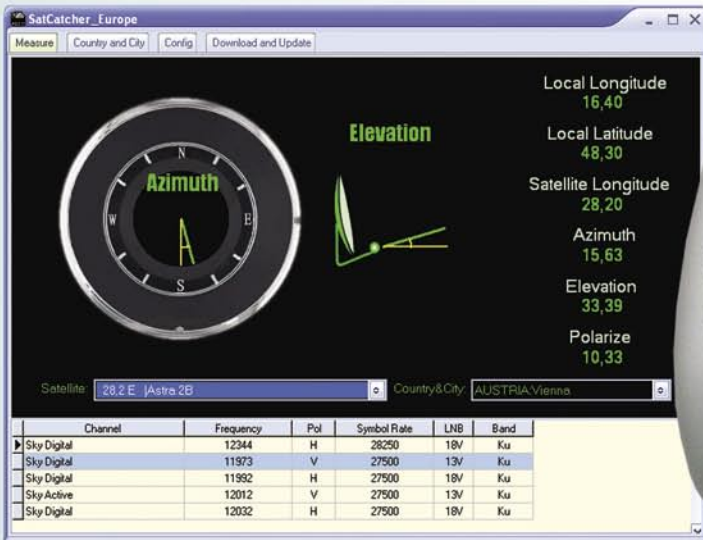 SatCatcher_Europe
Measure Country and City Config Download and Update
Azimuth
N
W E
S
Elevation
Local Longitude
16,40
Local Latitude
48,30
Satellite Longitude
28,20
Azimuth
15,63
Elevation
33,39
Polarize
10,33
Satellite: 28,2 E |Astra 2B Country&City: AUSTRIA:Vienna
Channel Frequency Pol Symbol Rate LNB Band
Sky Digital 12344 H 28250 18V Ku
Sky Digital 11973 V 27500 13V Ku
Sky Digital 11992 H 27500 18V Ku
Sky Active 12012 V 27500 13V Ku
Sky Digital 12032 H 27500 18V Ku